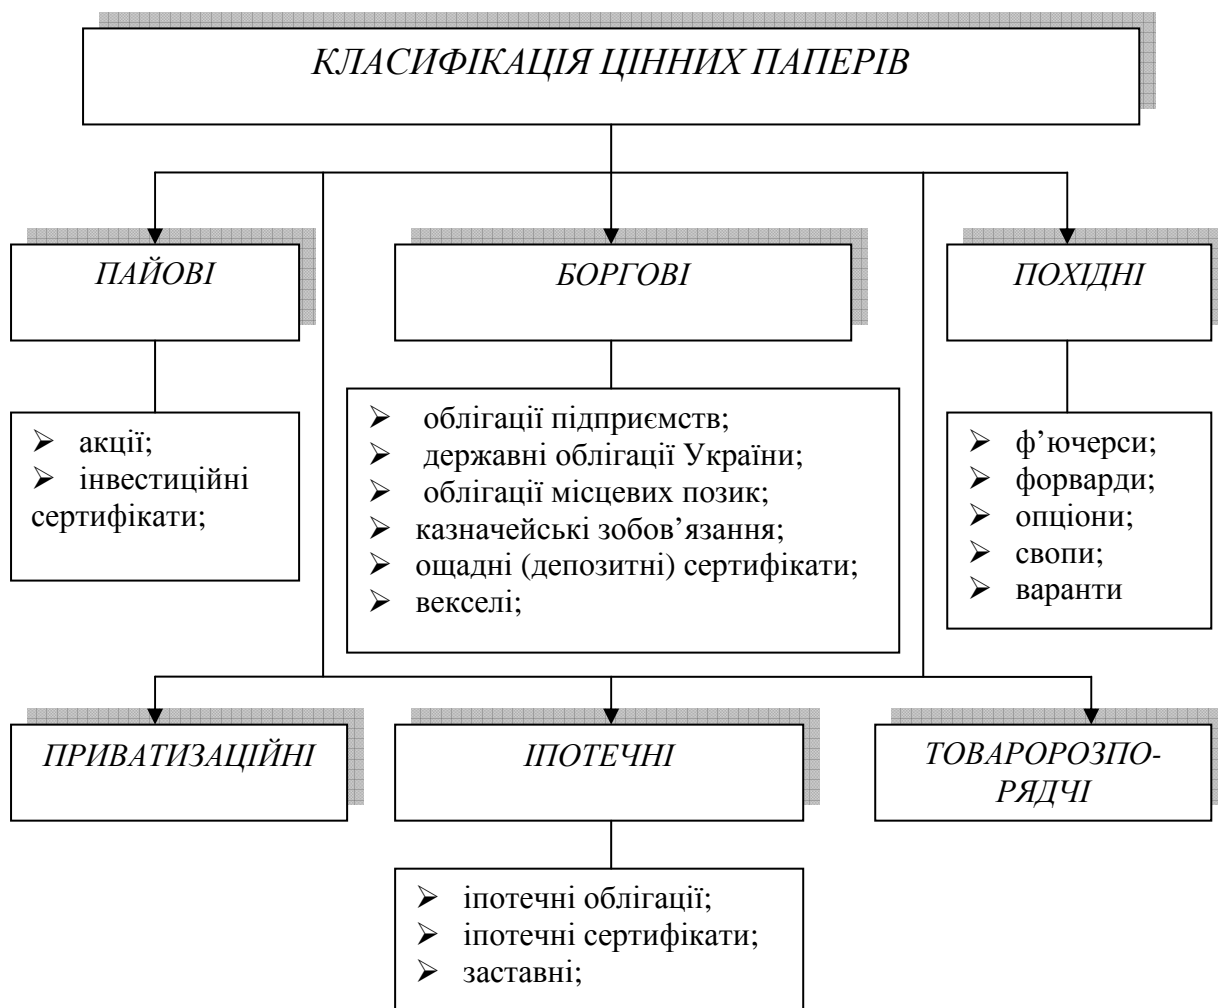 КЛАСИФІКАЦІЯ ЦІННИХ ПАПЕРІВ
ПАЙОВІ
БОРГОВІ
ПОХІДНІ
➢ акції;
➢ інвестиційні
сертифікати;
➢ облігації підприємств;
➢ державні облігації України;
➢ облігації місцевих позик;
➢ казначейські зобов’язання;
➢ ощадні (депозитні) сертифікати;
➢ векселі;
➢ ф’ючерси;
➢ форварди;
➢ опціони;
➢ свопи;
➢ варанти
ПРИВАТИЗАЦІЙНІ
ІПОТЕЧНІ
ТОВАРОРОЗПО-
РЯДЧІ
➢ іпотечні облігації;
➢ іпотечні сертифікати;
➢ заставні;